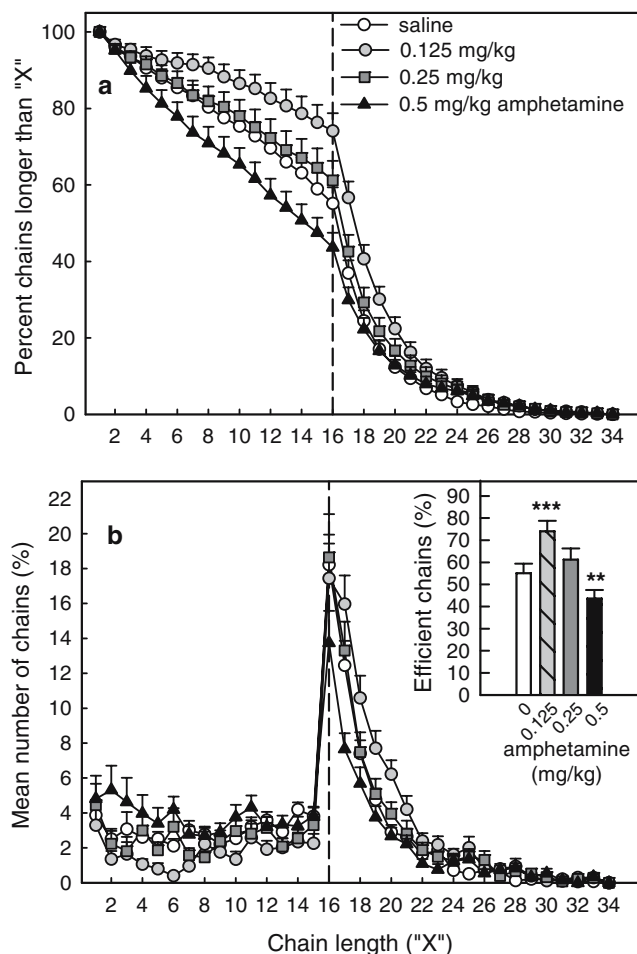 saline
0.125 mg/kg
0.25 mg/kg
0.5 mg/kg amphetamine
a
Percent chains longer than "X"
100
80
60
40
20
0
2 4 6 8 10 12 14 16 18 20 22 24 26 28 30 32 34
b
Mean number of chains (%)
22
20
18
16
14
12
10
8
6
4
2
0
2 4 6 8 10 12 14 16 18 20 22 24 26 28 30 32 34
Chain length ("X")
Efficient chains (%)
90
80
70
60
50
40
30
20
10
0
***
**
0 0.125 0.25 0.5
amphetamine
(mg/kg)